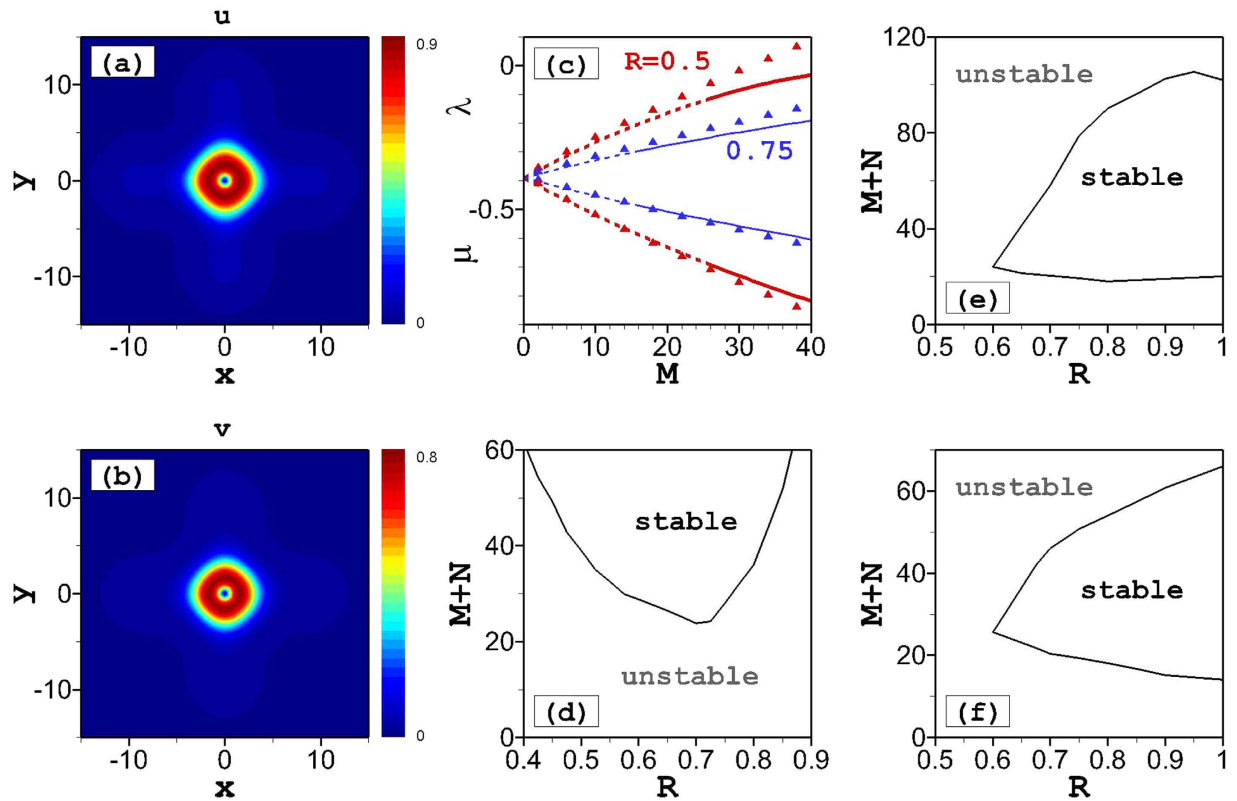 u
(a)
10
0
-10
y
-10
0
10
x
0.9
0
v
(b)
10
0
-10
y
-10
0
10
x
0.8
0
(c)
R=0.5
0.75
0
-0.5
λ
μ
0
10
20
30
40
M
(d)
stable
unstable
60
40
20
0
M+N
0.4
0.5
0.6
0.7
0.8
0.9
R
(e)
unstable
stable
120
80
40
0
M+N
0.5
0.6
0.7
0.8
0.9
1
R
(f)
unstable
stable
60
40
20
0
M+N
0.5
0.6
0.7
0.8
0.9
1
R